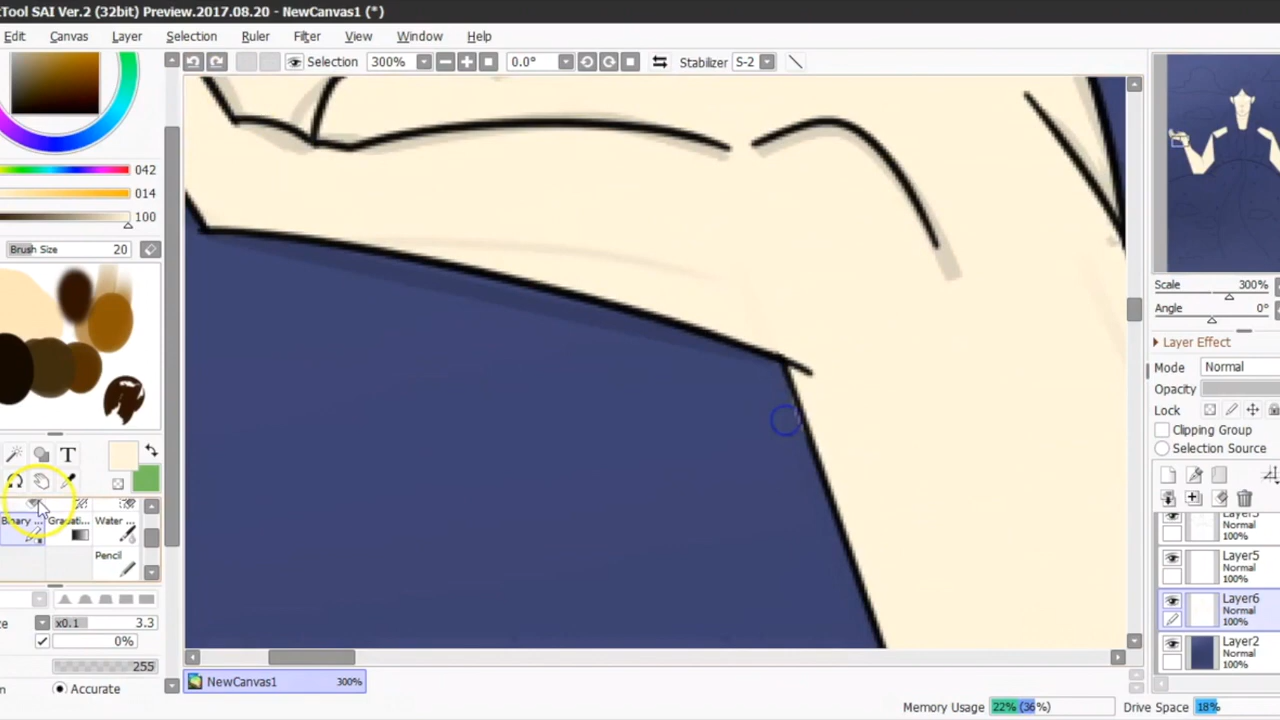 Tool SAI Ver.2 (32bit) Preview.2017.08.20 - NewCanvas1 (*)
Edit Canvas Layer Selection Ruler Filter View Window Help
Selection 300% 0.0° Stabilizer S-2
042
014
100
Brush Size 20
T
Binary ... Gradati... Water ...
Pencil
x0.1 3.3
0%
255
Accurate
NewCanvas1 300%
Scale 300%
Angle 0°
Layer Effect
Mode Normal
Opacity
Lock
Clipping Group
Selection Source
Normal
100%
Layer5
Normal
100%
Layer6
Normal
100%
Layer2
Normal
100%
Memory Usage 22% (36%) Drive Space 18%